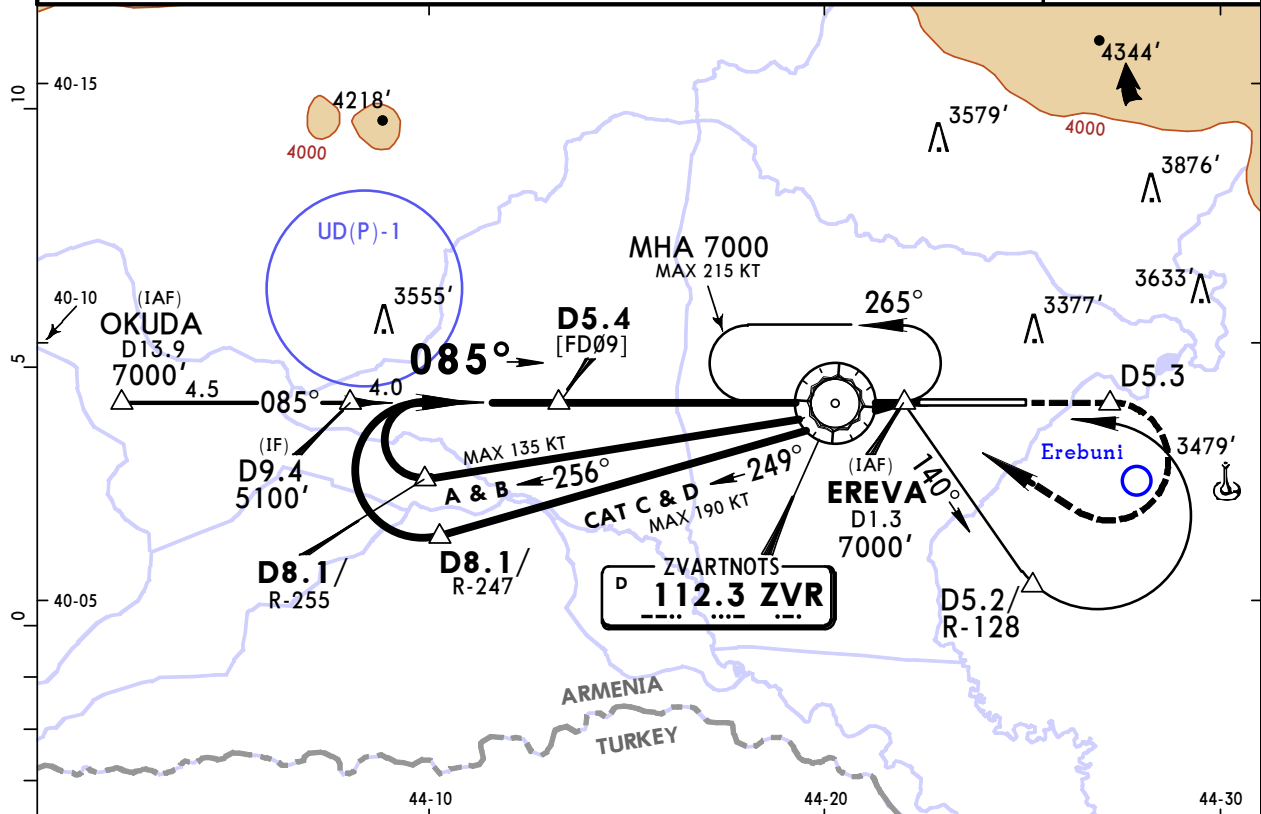 4344'
40-15
10
4218'
3579'
4000
4000
3876'
UD(P)-1
MHA 7000
MAX 215 KT
3633'
40-10
(IAF)
OKUDA
D13.9
7000'
3555'
265°
3377'
D5.4
[FDØ9]
5
085°
D5.3
4.5
085°
4.0
(IF)
D9.4
5100'
MAX 135 KT
A & B
256°
249°
CAT C & D
MAX 190 KT
(IAF)
EREVA
D1.3
7000'
140°
Erebuni
3479'
D8.1/
R-255
D8.1/
R-247
ZVARTNOTS
D
112.3 ZVR
D5.2/
R-128
40-05
0
ARMENIA
TURKEY
44-10
44-20
44-30